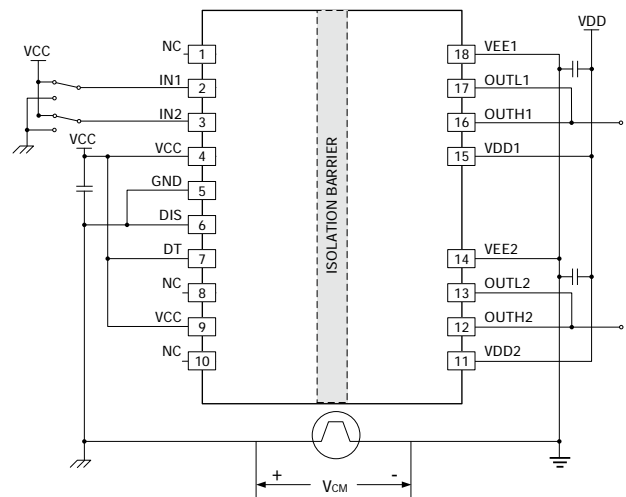 VCC
VCC
VDD
NC 1
IN1 2
IN2 3
VCC 4
GND 5
DIS 6
DT 7
NC 8
VCC 9
NC 10
ISOLATION BARRIER
18 VEE1
17 OUTL1
16 OUTH1
15 VDD1
14 VEE2
13 OUTL2
12 OUTH2
11 VDD2
+ VCM -